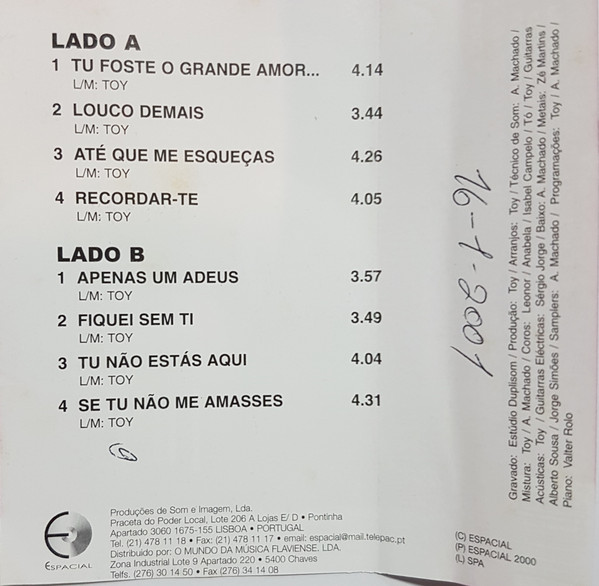 LADO A
1 TU FOSTE O GRANDE AMOR... 4.14
L/M: TOY
2 LOUCO DEMAIS 3.44
L/M: TOY
3 ATÉ QUE ME ESQUEÇAS 4.26
L/M: TOY
4 RECORDAR-TE 4.05
L/M: TOY
LADO B
1 APENAS UM ADEUS 3.57
L/M: TOY
2 FIQUEI SEM TI 3.49
L/M: TOY
3 TU NÃO ESTÁS AQUI 4.04
L/M: TOY
4 SE TU NÃO ME AMASSES 4.31
L/M: TOY
ESPACIAL
Produções de Som e Imagem, Lda.
Praceta do Poder Local, Lote 206 A Lojas E/ D • Pontinha
Apartado 3060 1675-155 LISBOA • PORTUGAL
Tel. (21) 478 11 18 • Fax: (21) 478 11 17 • email: espacial@mail.telepac.pt
Distribuido por: O MUNDO DA MÚSICA FLAVIENSE. LDA.
Zona Industrial Lote 9 Apartado 220 • 5400 Chaves
Telfs. (276) 30 14 50 • Fax (276) 34 14 08
(C) ESPACIAL
(P) ESPACIAL 2000
(L) SPA
16-7-2001
Gravado: Estúdio Duplisom / Produção: Toy / Arranjos: Toy / Técnico de Som: A. Machado /
Mistura: Toy / A. Machado / Coros: Leonor / Anabela / Isabel Campelo / Tó / Toy / Guitarras
Acústicas: Toy / Guitarras Eléctricas: Sérgio Jorge / Baixo: A. Machado / Metais: Zé Martins /
Alberto Sousa / Jorge Simões / Samplers: A. Machado / Programações: Toy / A. Machado /
Piano: Valter Rolo